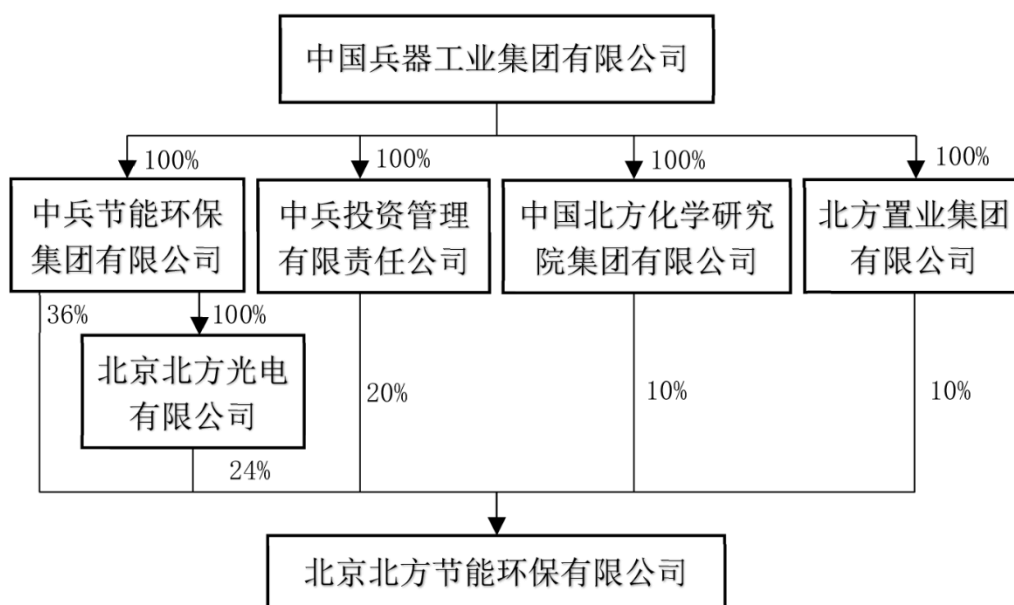 中国兵器工业集团有限公司
100%
100%
100%
100%
中兵节能环保
集团有限公司
中兵投资管理
有限责任公司
中国北方化学研究
院集团有限公司
北方置业集团
有限公司
36%
100%
北京北方光电
有限公司
20%
10%
10%
24%
北京北方节能环保有限公司